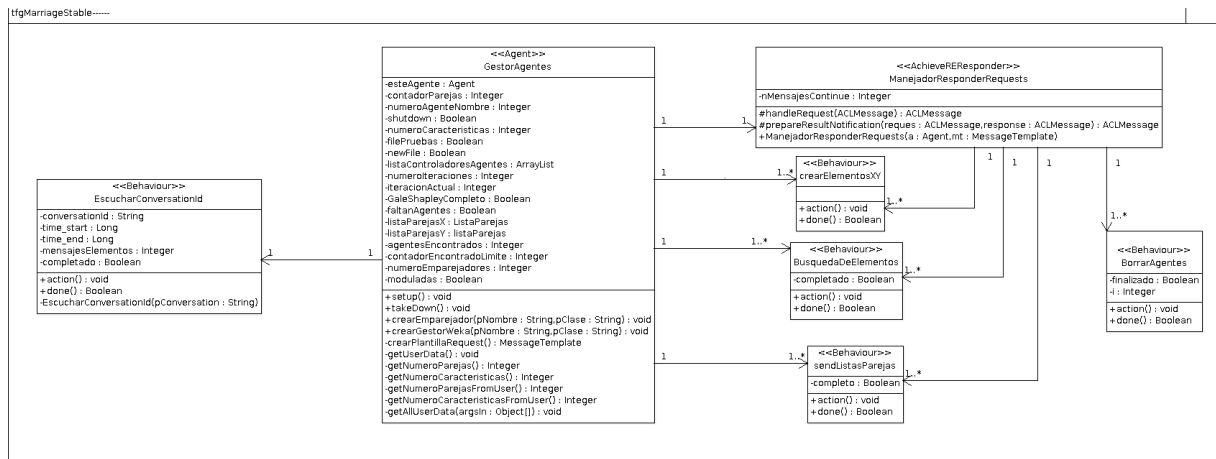 tfgMarriageStable------
<<Behaviour>>
EscucharConversationId
-conversationId : String
-time_start : Long
-time_end : Long
-mensajesElementos : Integer
-completado : Boolean
+action() : void
+done() : Boolean
-EscucharConversationId(pConversation : String)
1
1
<<Agent>>
GestorAgentes
-esteAgente : Agent
-contadorParejas : Integer
-numeroAgenteNombre : Integer
-shutdown : Boolean
-numeroCaracteristicas : Integer
-filePruebas : Boolean
-newFile : Boolean
-listaControladoresAgentes : ArrayList
-numeroIteraciones : Integer
-iteracionActual : Integer
-GaleShapleyCompleto : Boolean
-faltanAgentes : Boolean
-listaParejasX : ListaParejas
-listaParejasY : listaParejas
-agentesEncontrados : Integer
-contadorEncontradoLimite : Integer
-numeroEmparejadores : Integer
-moduladas : Boolean
+setup() : void
+takeDown() : void
+crearEmparejador(pNombre : String,pClase : String) : void
+crearGestorWeka(pNombre : String,pClase : String) : void
-crearPlantillaRequest() : MessageTemplate
-getUserData() : void
-getNumeroParejas() : Integer
-getNumeroCaracteristicas() : Integer
-getNumeroParejasFromUser() : Integer
-getNumeroCaracteristicasFromUser() : Integer
-getAllUserData(argsIn : Object[]) : void
1
1
1
1..*
1
1..*
1
1..*
<<AchieveREResponder>>
ManejadorResponderRequests
-nMensajesContinue : Integer
#handleRequest(ACLMessage) : ACLMessage
#prepareResultNotification(reques : ACLMessage,response : ACLMessage) : ACLMessage
+ManejadorResponderRequests(a : Agent,mt : MessageTemplate)
1
1
1
1
<<Behaviour>>
crearElementosXY
+action() : void
+done() : Boolean
1..*
<<Behaviour>>
BusquedaDeElementos
-completado : Boolean
+action() : void
+done() : Boolean
1..*
<<Behaviour>>
sendListasParejas
-completo : Boolean
+action() : void
+done() : Boolean
1..*
1..*
<<Behaviour>>
BorrarAgentes
-finalizado : Boolean
-i : Integer
+action() : void
+done() : Boolean